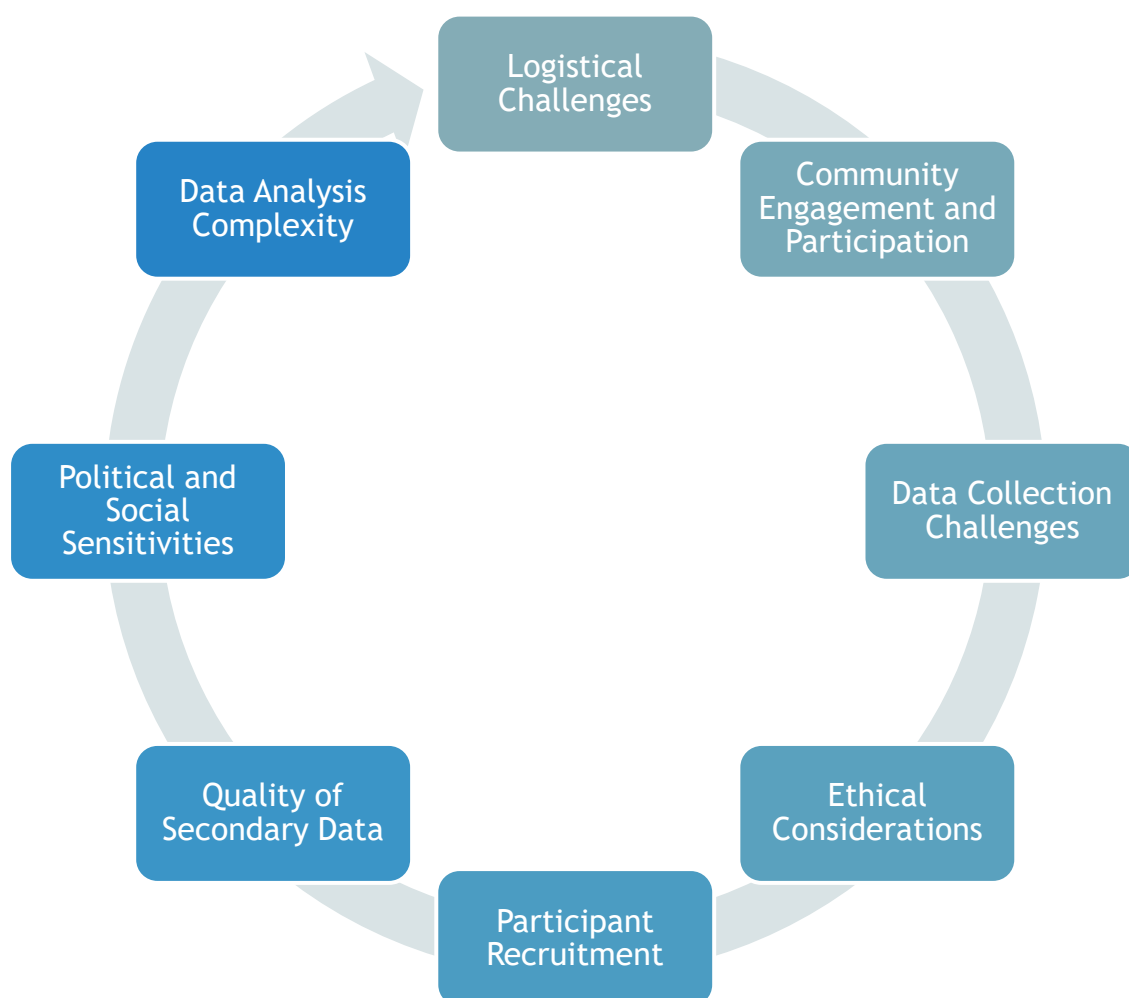 Logistical
Challenges
Community
Engagement and
Participation
Data Collection
Challenges
Ethical
Considerations
Participant
Recruitment
Quality of
Secondary Data
Political and
Social
Sensitivities
Data Analysis
Complexity